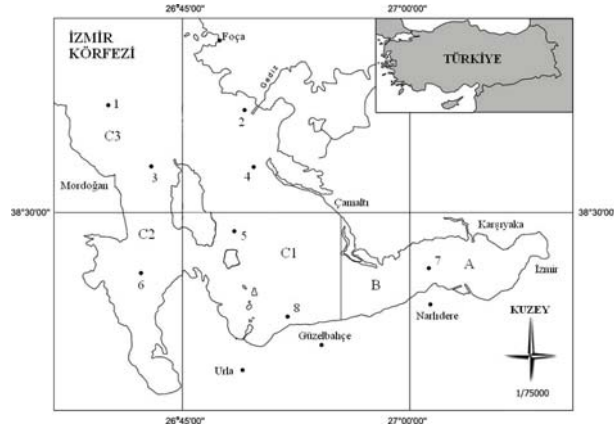 26°45'00" 27°00'00"
İZMİR
KÖRFEZİ
Foça
TÜRKİYE
Gediz
1
2
C3
3
4
Mordoğan
Çamaltı
38°30'00" 38°30'00"
Karşıyaka
C2
5
C1
7
A
İzmir
6
B
8
Narlıdere
KUZEY
Güzelbahçe
Urla
1/75000
26°45'00" 27°00'00"